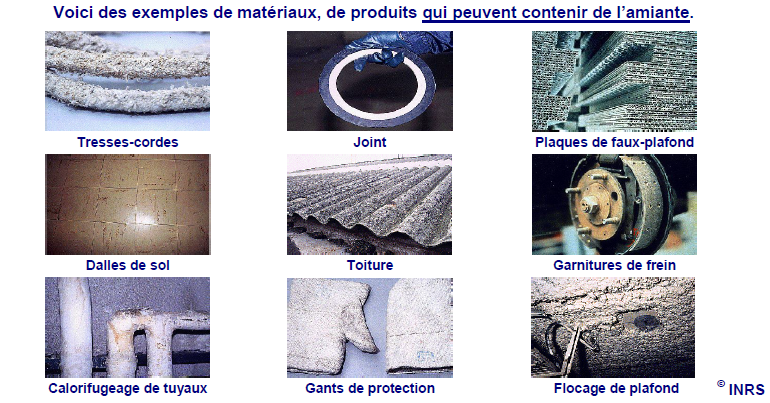 Voici des exemples de matériaux, de produits qui peuvent contenir de l’amiante.
Tresses-cordes
Joint
Plaques de faux-plafond
Dalles de sol
Toiture
Garnitures de frein
Calorifugeage de tuyaux
Gants de protection
Flocage de plafond
© INRS